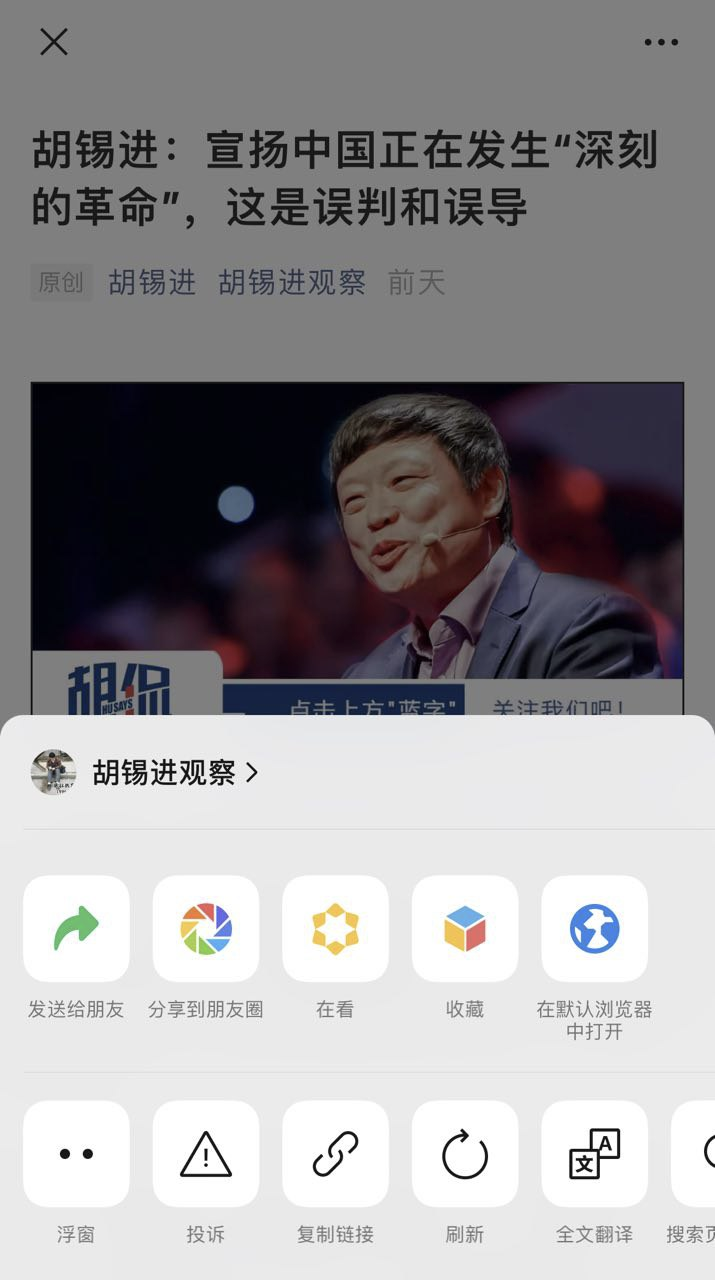 胡锡进：宣扬中国正在发生“深刻
的革命”，这是误判和误导
原创 胡锡进 胡锡进观察 前天
胡侃
HU SAYS
点击上方"蓝字" 关注我们吧！
胡锡进观察
发送给朋友 分享到朋友圈 在看 收藏 在默认浏览器
中打开
浮窗 投诉 复制链接 刷新 全文翻译 搜索页